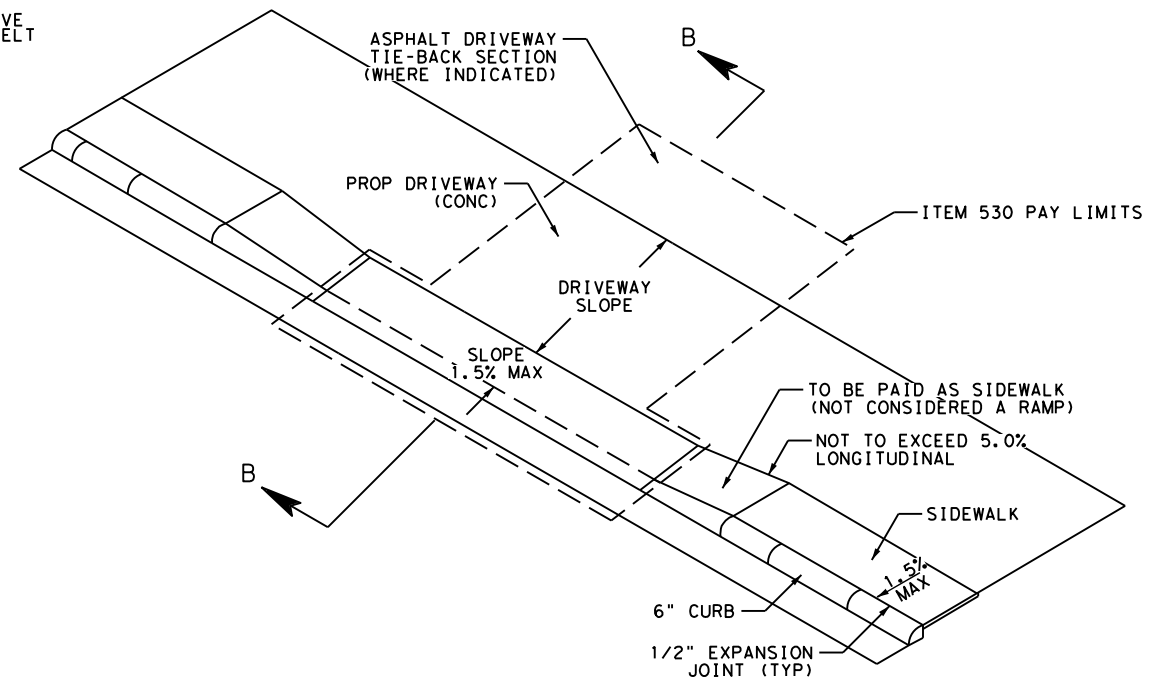 VE
ELT
ASPHALT DRIVEWAY
TIE-BACK SECTION
(WHERE INDICATED)
B
PROP DRIVEWAY
(CONC)
ITEM 530 PAY LIMITS
DRIVEWAY
SLOPE
SLOPE
1.5% MAX
TO BE PAID AS SIDEWALK
(NOT CONSIDERED A RAMP)
NOT TO EXCEED 5.0%
LONGITUDINAL
B
SIDEWALK
1.5%
MAX
6" CURB
1/2" EXPANSION
JOINT (TYP)